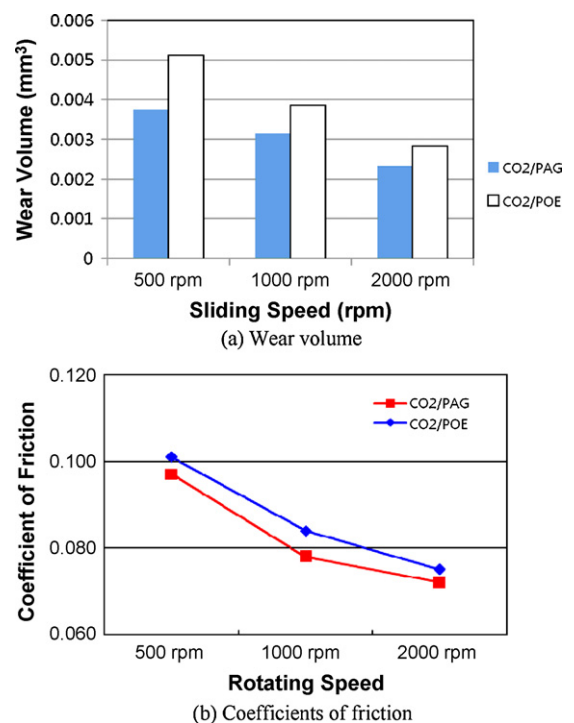 0.006
0.005
0.004
0.003
0.002
0.001
0
Wear Volume (mm³)
CO2/PAG
CO2/POE
500 rpm 1000 rpm 2000 rpm
Sliding Speed (rpm)
(a) Wear volume
0.120
0.100
0.080
0.060
Coefficient of Friction
CO2/PAG
CO2/POE
500 rpm 1000 rpm 2000 rpm
Rotating Speed
(b) Coefficients of friction